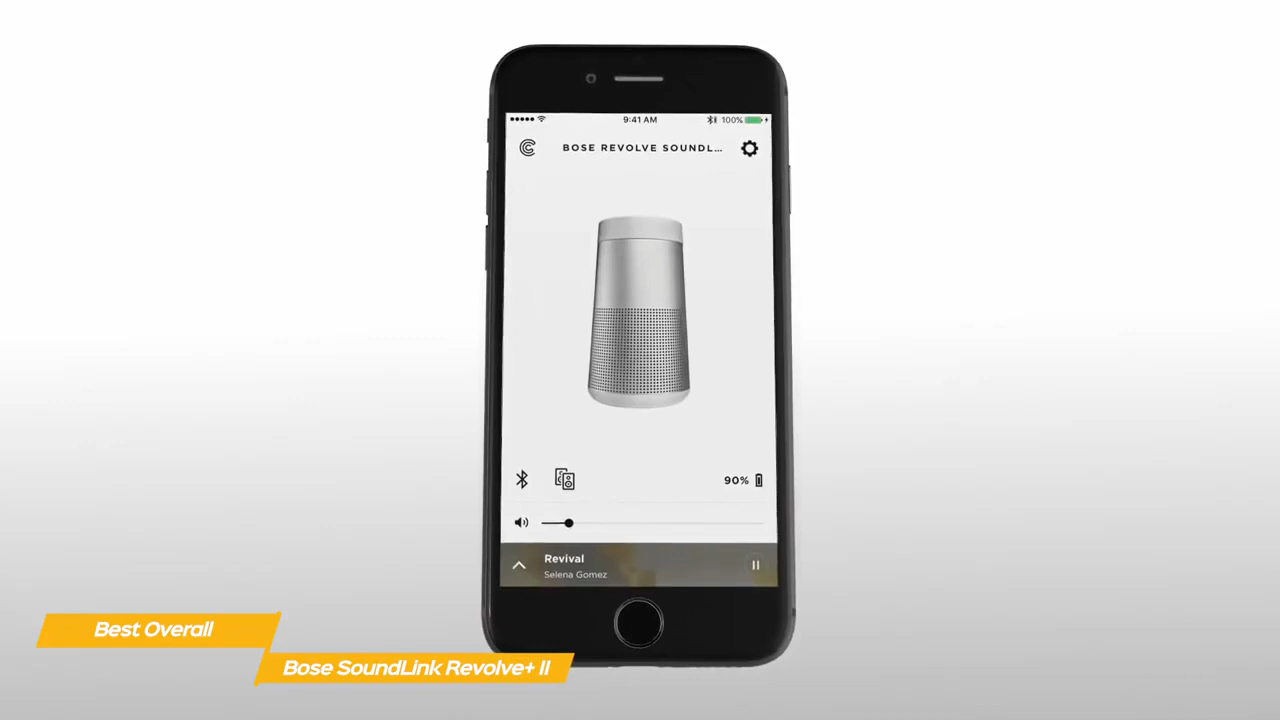 9:41 AM
100%
BOSE REVOLVE SOUNDL...
90%
Revival
Selena Gomez
Best Overall
Bose SoundLink Revolve+ II